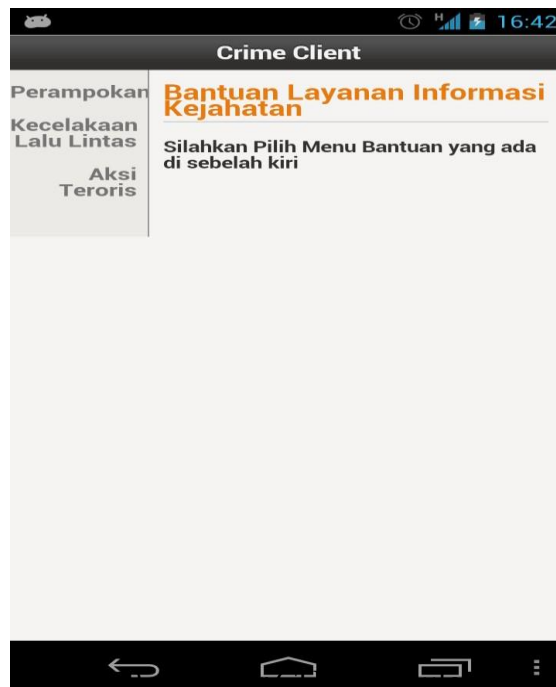 H 16:42
Crime Client
Perampokan
Kecelakaan
Lalu Lintas
Aksi
Teroris
Bantuan Layanan Informasi
Kejahatan
Silahkan Pilih Menu Bantuan yang ada
di sebelah kiri